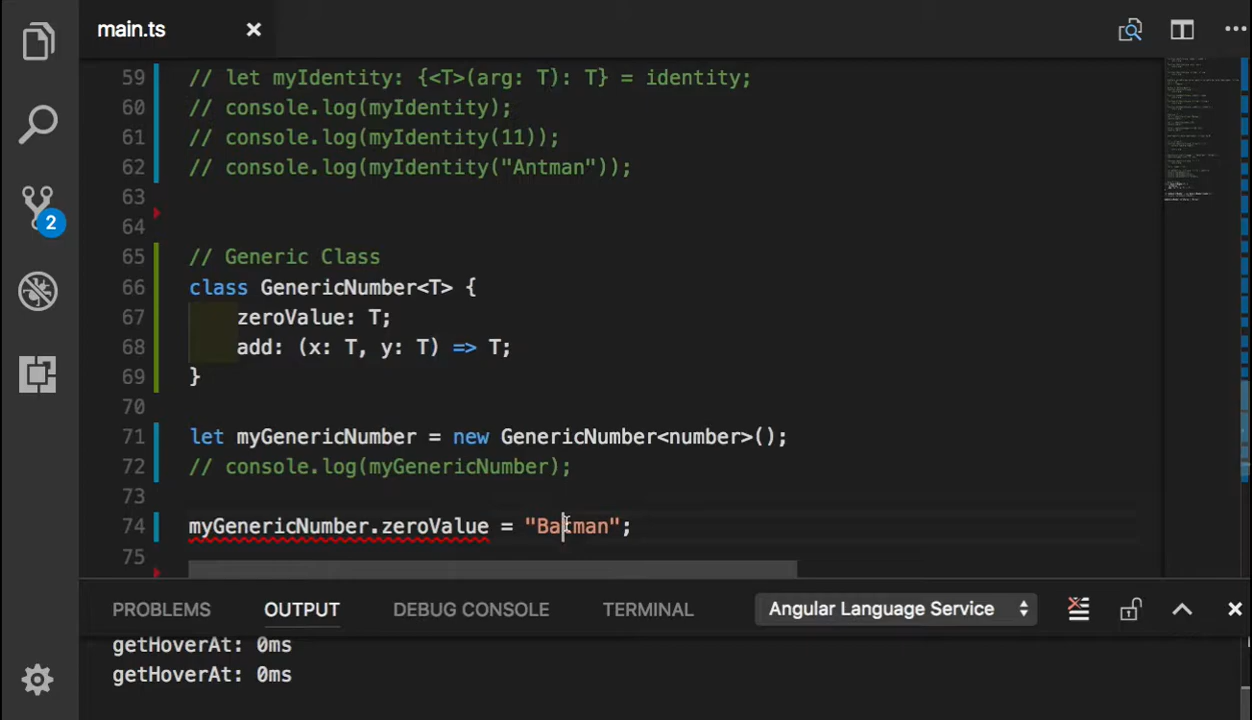 main.ts
59 // let myIdentity: {<T>(arg: T): T} = identity;
60 // console.log(myIdentity);
61 // console.log(myIdentity(11));
62 // console.log(myIdentity("Antman"));
63
64
65 // Generic Class
66 class GenericNumber<T> {
67 zeroValue: T;
68 add: (x: T, y: T) => T;
69 }
70
71 let myGenericNumber = new GenericNumber<number>();
72 // console.log(myGenericNumber);
73
74 myGenericNumber.zeroValue = "Batman";
75
2
PROBLEMS OUTPUT DEBUG CONSOLE TERMINAL Angular Language Service
getHoverAt: 0ms
getHoverAt: 0ms